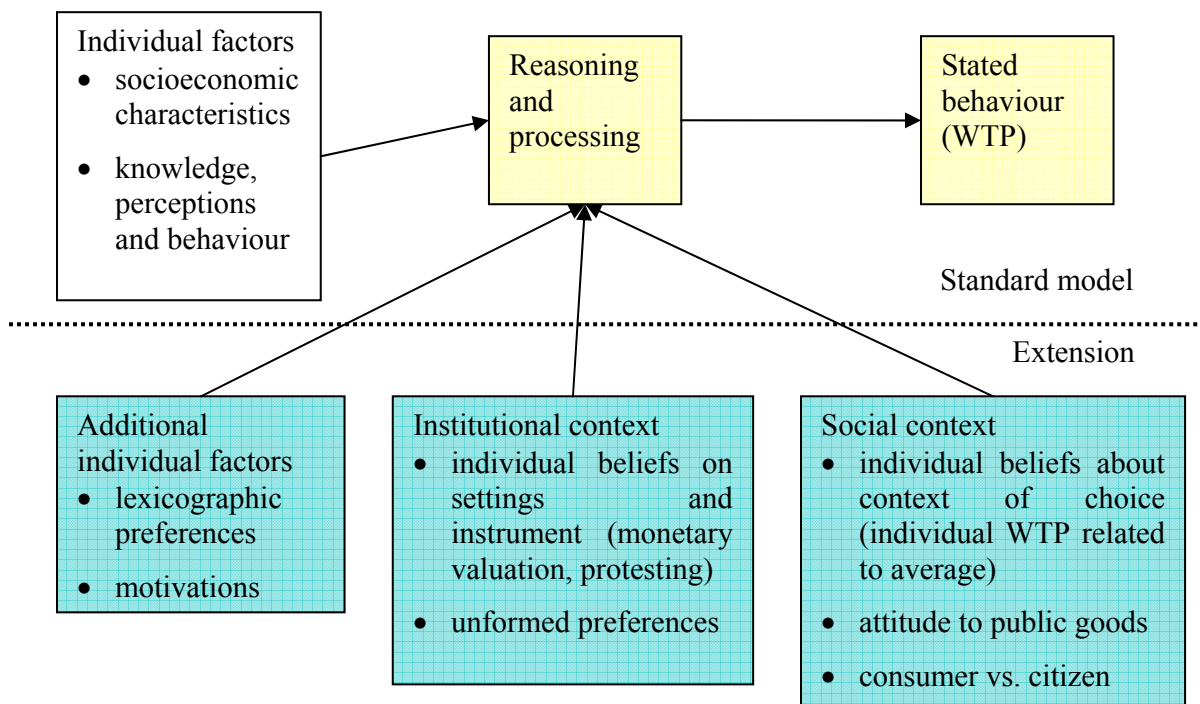 Individual factors
• socioeconomic
characteristics
• knowledge,
perceptions
and behaviour
Reasoning
and
processing
Stated
behaviour
(WTP)
Standard model
Extension
Additional
individual factors
• lexicographic
preferences
• motivations
Institutional context
• individual beliefs on
settings and
instrument (monetary
valuation, protesting)
• unformed preferences
Social context
• individual beliefs about
context of choice
(individual WTP related
to average)
• attitude to public goods
• consumer vs. citizen